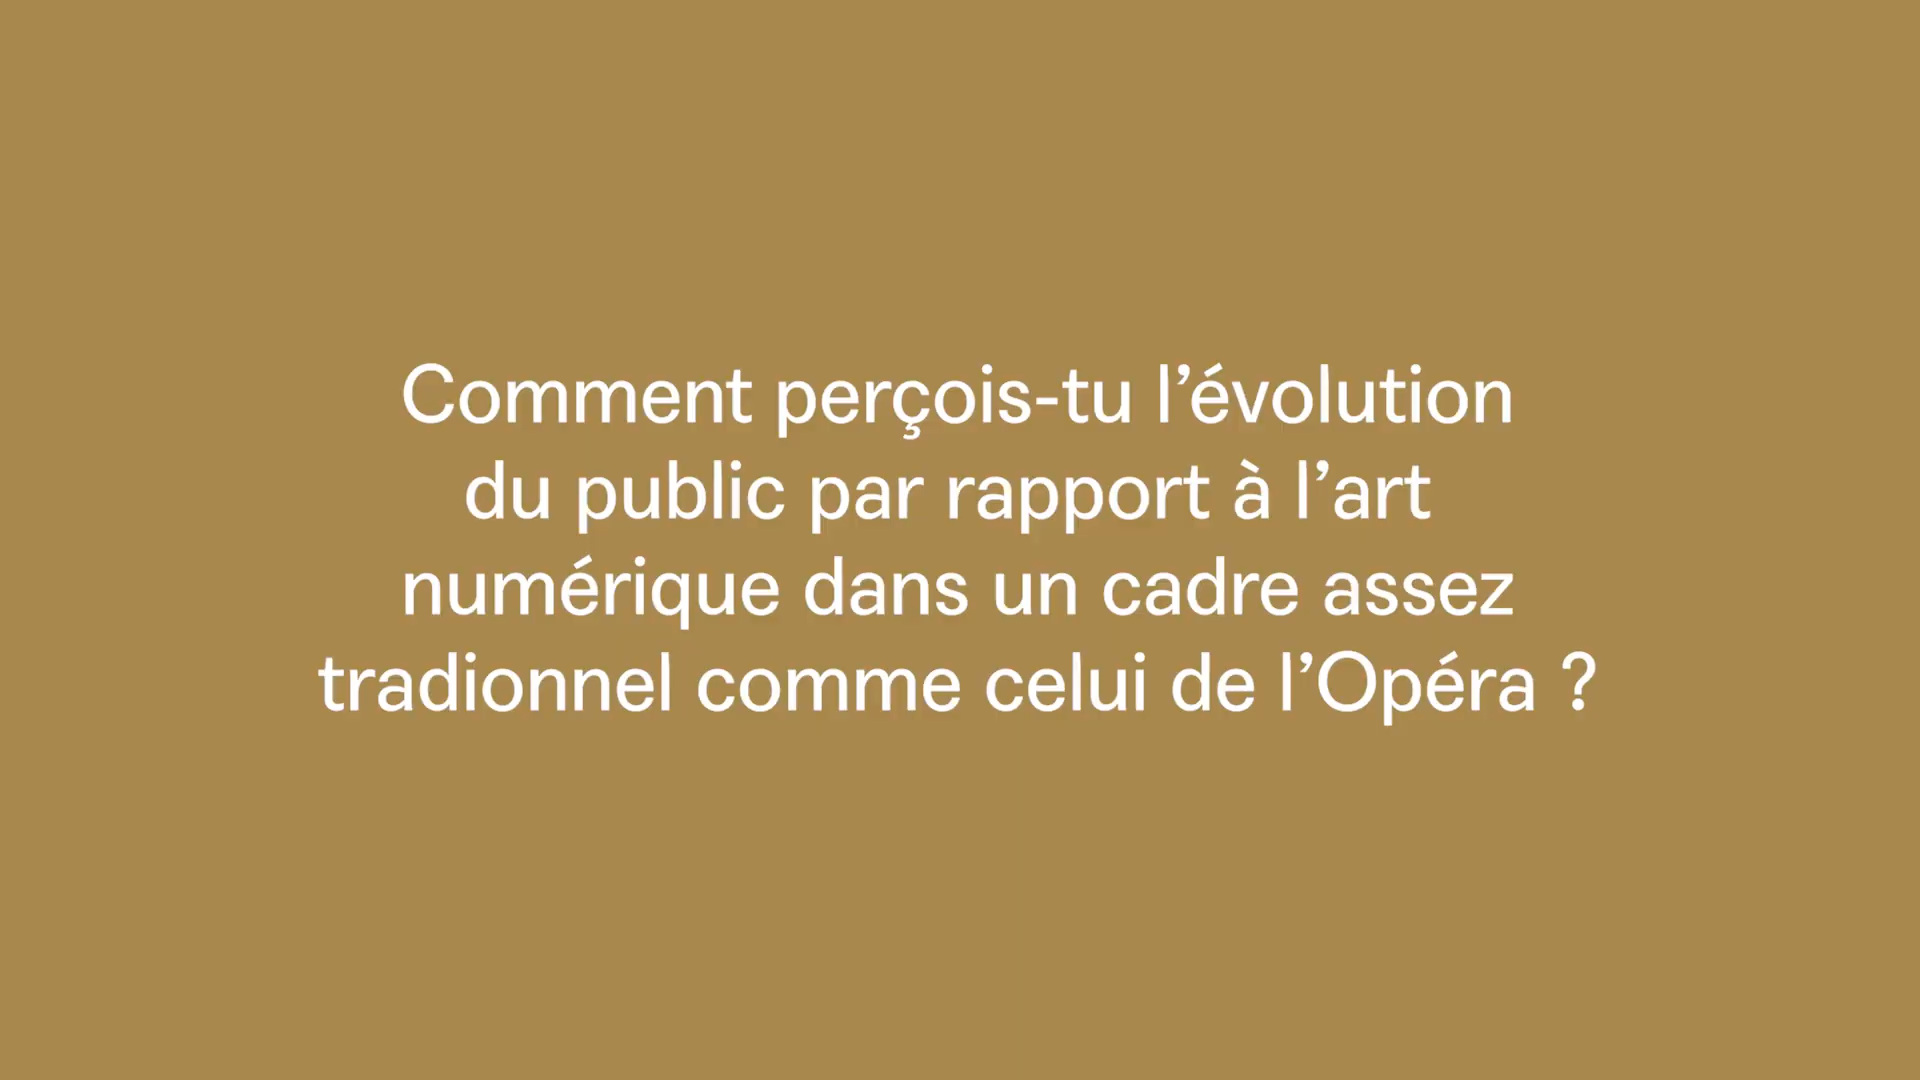 Comment perçois-tu l’évolution
du public par rapport à l’art
numérique dans un cadre assez
tradionnel comme celui de l’Opéra ?